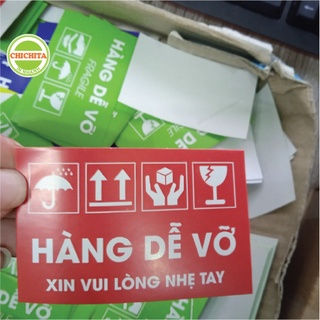 CHICHITA
HÀNG DỄ VỠ
FRAGILE
HÀNG DỄ VỠ
XIN VUI LÒNG NHẸ TAY